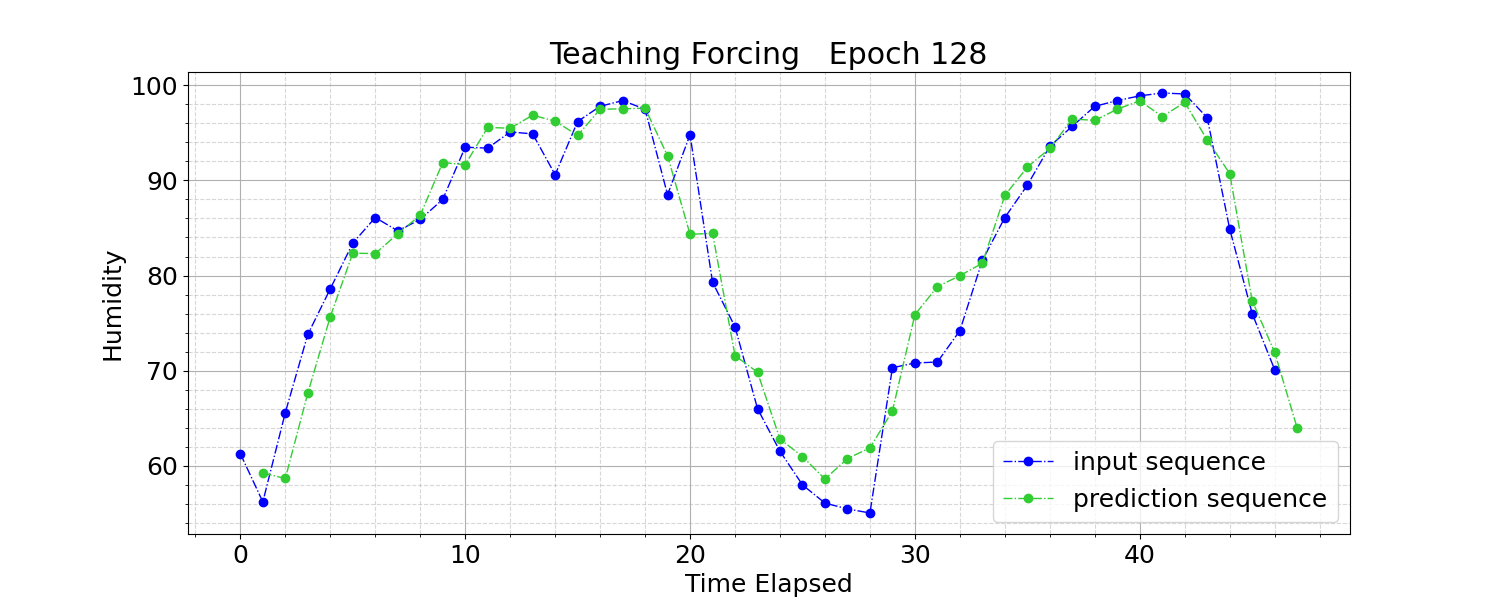 Teaching Forcing   Epoch 128
100
90
80
70
60
Humidity
0 10 20 30 40
Time Elapsed
input sequence
prediction sequence